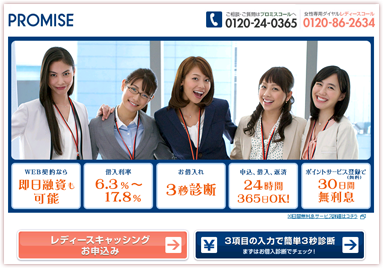 PROMISE
ご相談・ご質問はプロミスコールへ
0120-24-0365
女性専用ダイヤルレディースコール
0120-86-2634
WEB契約なら
即日融資も
可能
借入利率
6.3%~
17.8%
お借入れ
3秒診断
申込、借入、返済
24時間
365日OK!
ポイントサービス登録で
(無料)
30日間
無利息
レディースキャッシング
お申込み
¥
3項目の入力で簡単3秒診断
まずはお借入診断でチェック!